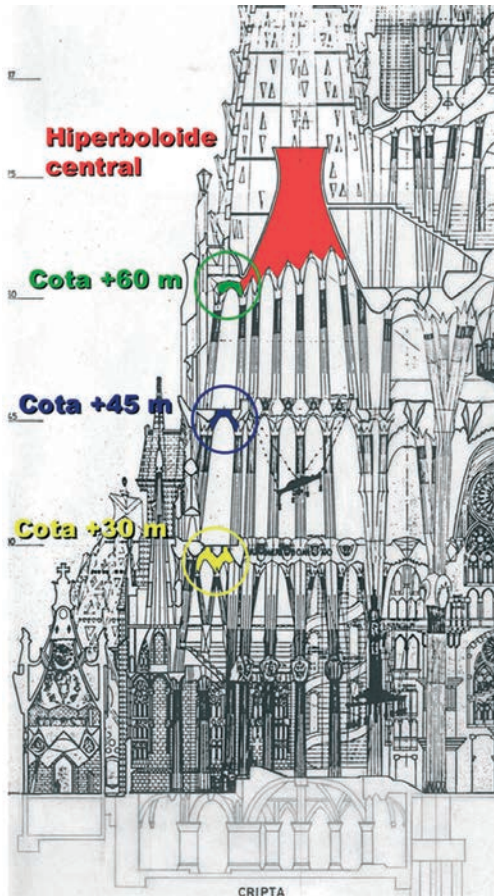 Hiperboloide
central
Cota +60 m
Cota +45 m
Cota +30 m
CRIPTA